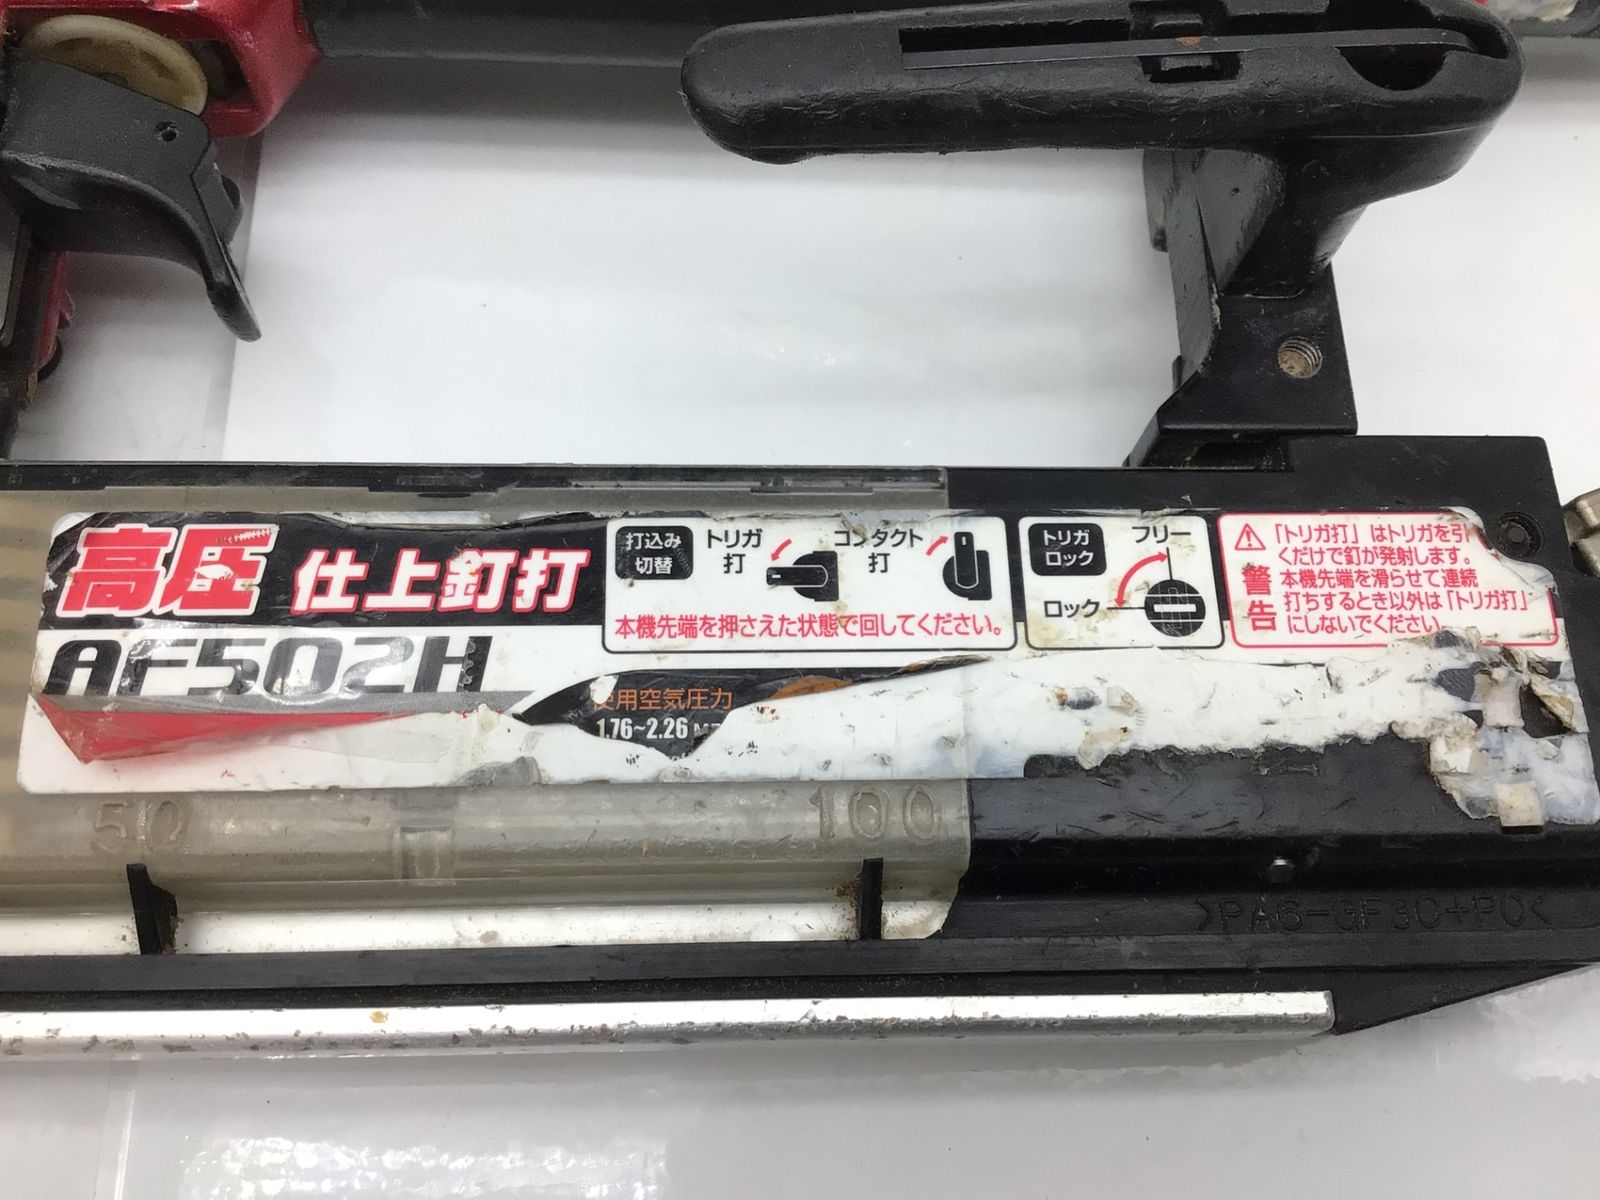 高圧 仕上釘打
AF502H
使用空気圧力
1.76~2.26
打込み
切替
トリガ
打
コンタクト
打
本機先端を押さえた状態で回してください。
トリガ
ロック
フリー
ロック
警告
「トリガ打」はトリガを引
くだけで釘が発射します。
本機先端を滑らせて連続
打ちするとき以外は「トリガ打」
にしないでください。
50
100
>PA6-GF30+PO<